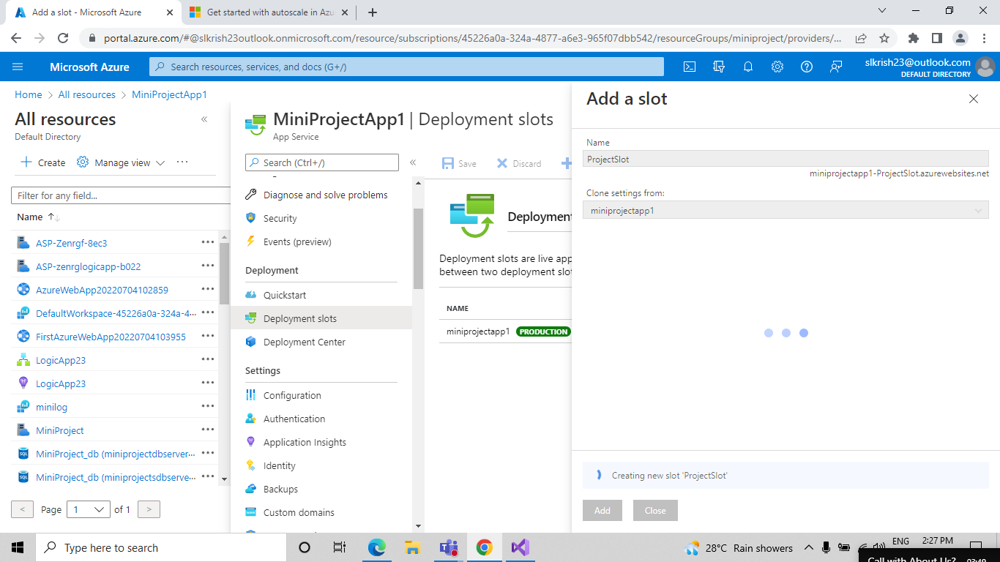 Add a slot - Microsoft Azure
Get started with autoscale in Azu
portal.azure.com/#@slkrish23outlook.onmicrosoft.com/resource/subscriptions/45226a0a-324a-4877-a6e3-965f07dbb542/resourceGroups/miniproject/providers/...
Microsoft Azure
Search resources, services, and docs (G+/)
slkrish23@outlook.com
DEFAULT DIRECTORY
Home > All resources > MiniProjectApp1
All resources
Default Directory
Create
Manage view
Filter for any field...
Name
ASP-Zenrgf-8ec3
ASP-zenrglogicapp-b022
AzureWebApp20220704102859
DefaultWorkspace-45226a0a-324a-4...
FirstAzureWebApp20220704103955
LogicApp23
LogicApp23
minilog
MiniProject
MiniProject_db (miniprojectdbserver...
MiniProject_db (miniprojectsdbserve...
< Page 1 of 1 >
MiniProjectApp1 | Deployment slots
App Service
Search (Ctrl+/)
Diagnose and solve problems
Security
Events (preview)
Deployment
Quickstart
Deployment slots
Deployment Center
Settings
Configuration
Authentication
Application Insights
Identity
Backups
Custom domains
Save
Discard
Deployment
Deployment slots are live app
between two deployment slot
NAME
miniprojectapp1 PRODUCTION
Add a slot
Name
ProjectSlot
miniprojectapp1-ProjectSlot.azurewebsites.net
Clone settings from:
miniprojectapp1
Creating new slot 'ProjectSlot'
Add
Close
Type here to search
28°C Rain showers
ENG
2:27 PM
Call with About Us? 03:49